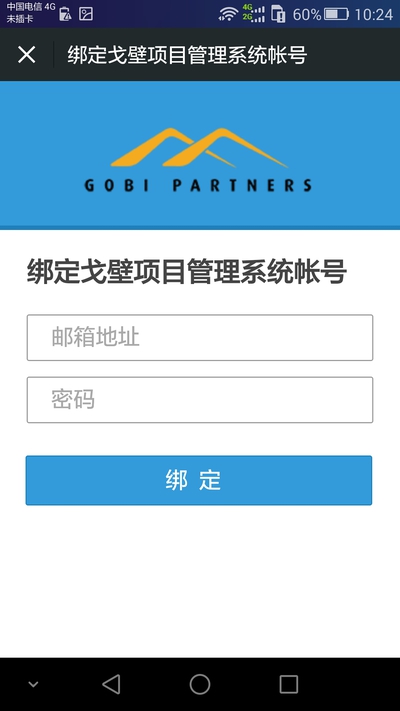 中国电信 4G
未插卡
4G
2G
60%
10:24
绑定戈壁项目管理系统帐号
GOBI PARTNERS
绑定戈壁项目管理系统帐号
邮箱地址
密码
绑 定